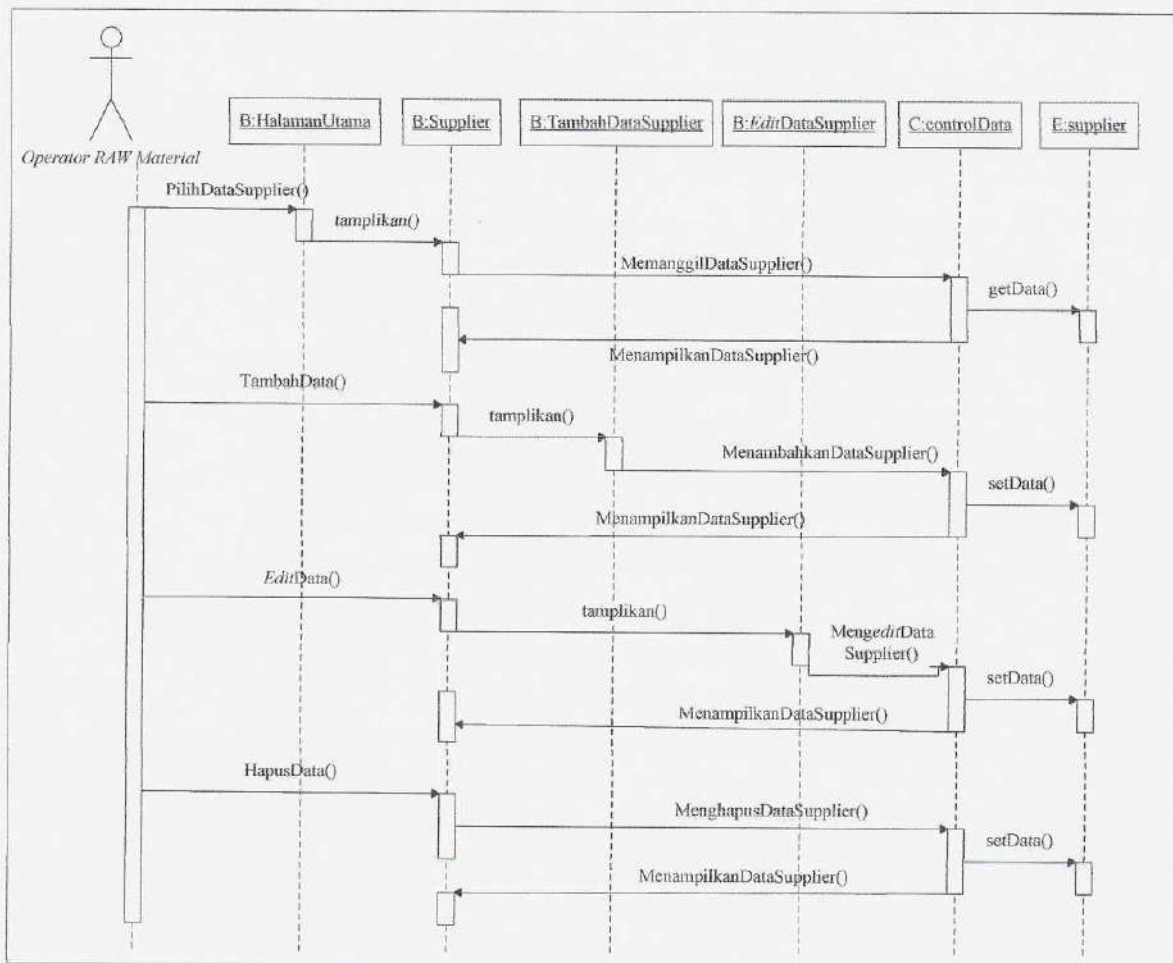 B:HalamanUtama
B:Supplier
B:TambahDataSupplier
B:EditDataSupplier
C:controlData
E:supplier
Operator RAW Material
PilihDataSupplier()
tamplikan()
MemanggilDataSupplier()
getData()
MenampilkanDataSupplier()
TambahData()
tamplikan()
MenambahkanDataSupplier()
setData()
MenampilkanDataSupplier()
EditData()
tamplikan()
MengeditData
Supplier()
setData()
MenampilkanDataSupplier()
HapusData()
MenghapusDataSupplier()
setData()
MenampilkanDataSupplier()